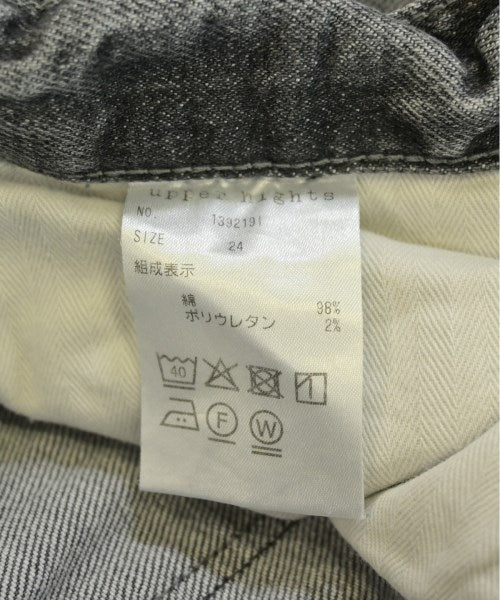 upper hights
NO. 1392191
SIZE 24
組成表示
綿 98%
ポリウレタン 2%
40
F W